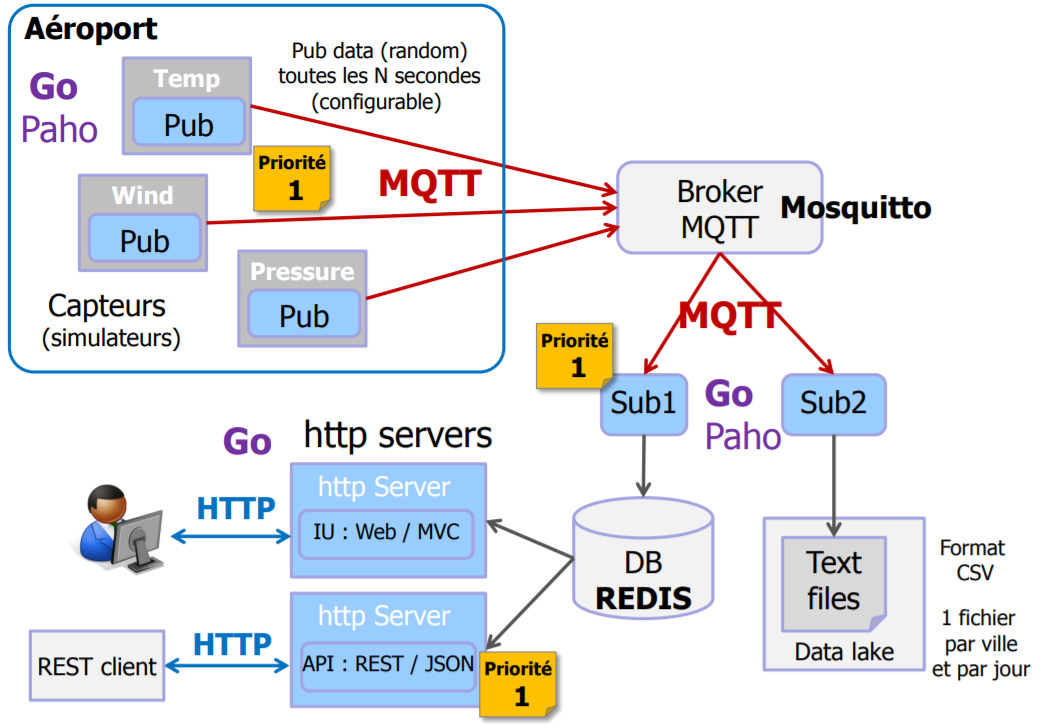 Aéroport
Go
Paho
Temp
Pub
Pub data (random)
toutes les N secondes
(configurable)
Priorité
1
MQTT
Wind
Pub
Pressure
Pub
Capteurs
(simulateurs)
Broker
MQTT
Mosquitto
MQTT
Priorité
1
Sub1
Go
Paho
Sub2
Go
http servers
http Server
IU : Web / MVC
HTTP
http Server
API : REST / JSON
HTTP
REST client
Priorité
1
DB
REDIS
Text
files
Data lake
Format
CSV
1 fichier
par ville
et par jour